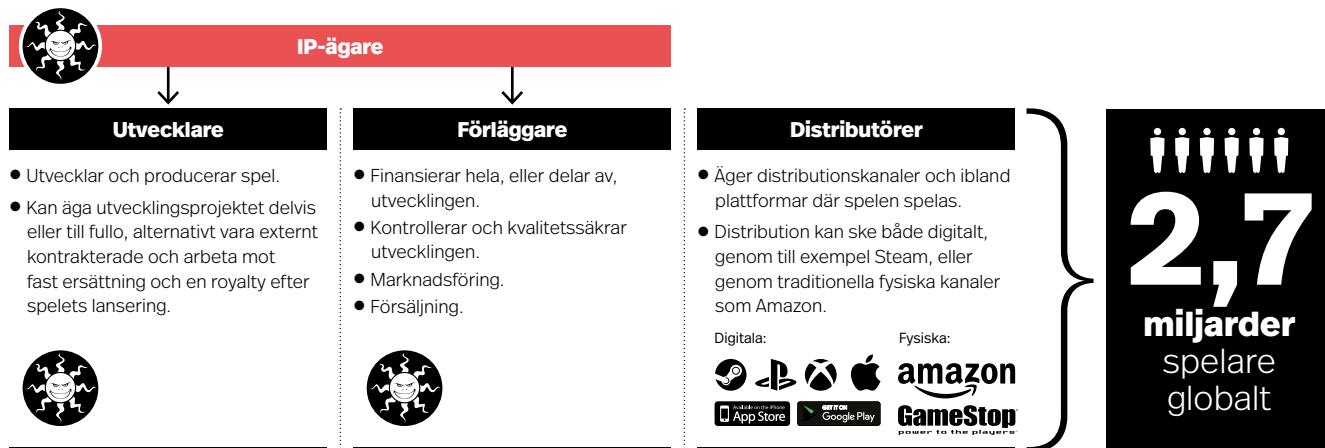 IP-ägare
Utvecklare
● Utvecklar och producerar spel.
● Kan äga utvecklingsprojektet delvis
eller till fullo, alternativt vara externt
kontrakterade och arbeta mot
fast ersättning och en royalty efter
spelets lansering.
Förläggare
● Finansierar hela, eller delar av,
utvecklingen.
● Kontrollerar och kvalitetssäkrar
utvecklingen.
● Marknadsföring.
● Försäljning.
Distributörer
● Äger distributionskanaler och ibland
plattformar där spelen spelas.
● Distribution kan ske både digitalt,
genom till exempel Steam, eller
genom traditionella fysiska kanaler
som Amazon.
Digitala:
Available on the iPhone
App Store
GET IT ON
Google Play
Fysiska:
amazon
GameStop
power to the players
2,7
miljarder
spelare
globalt